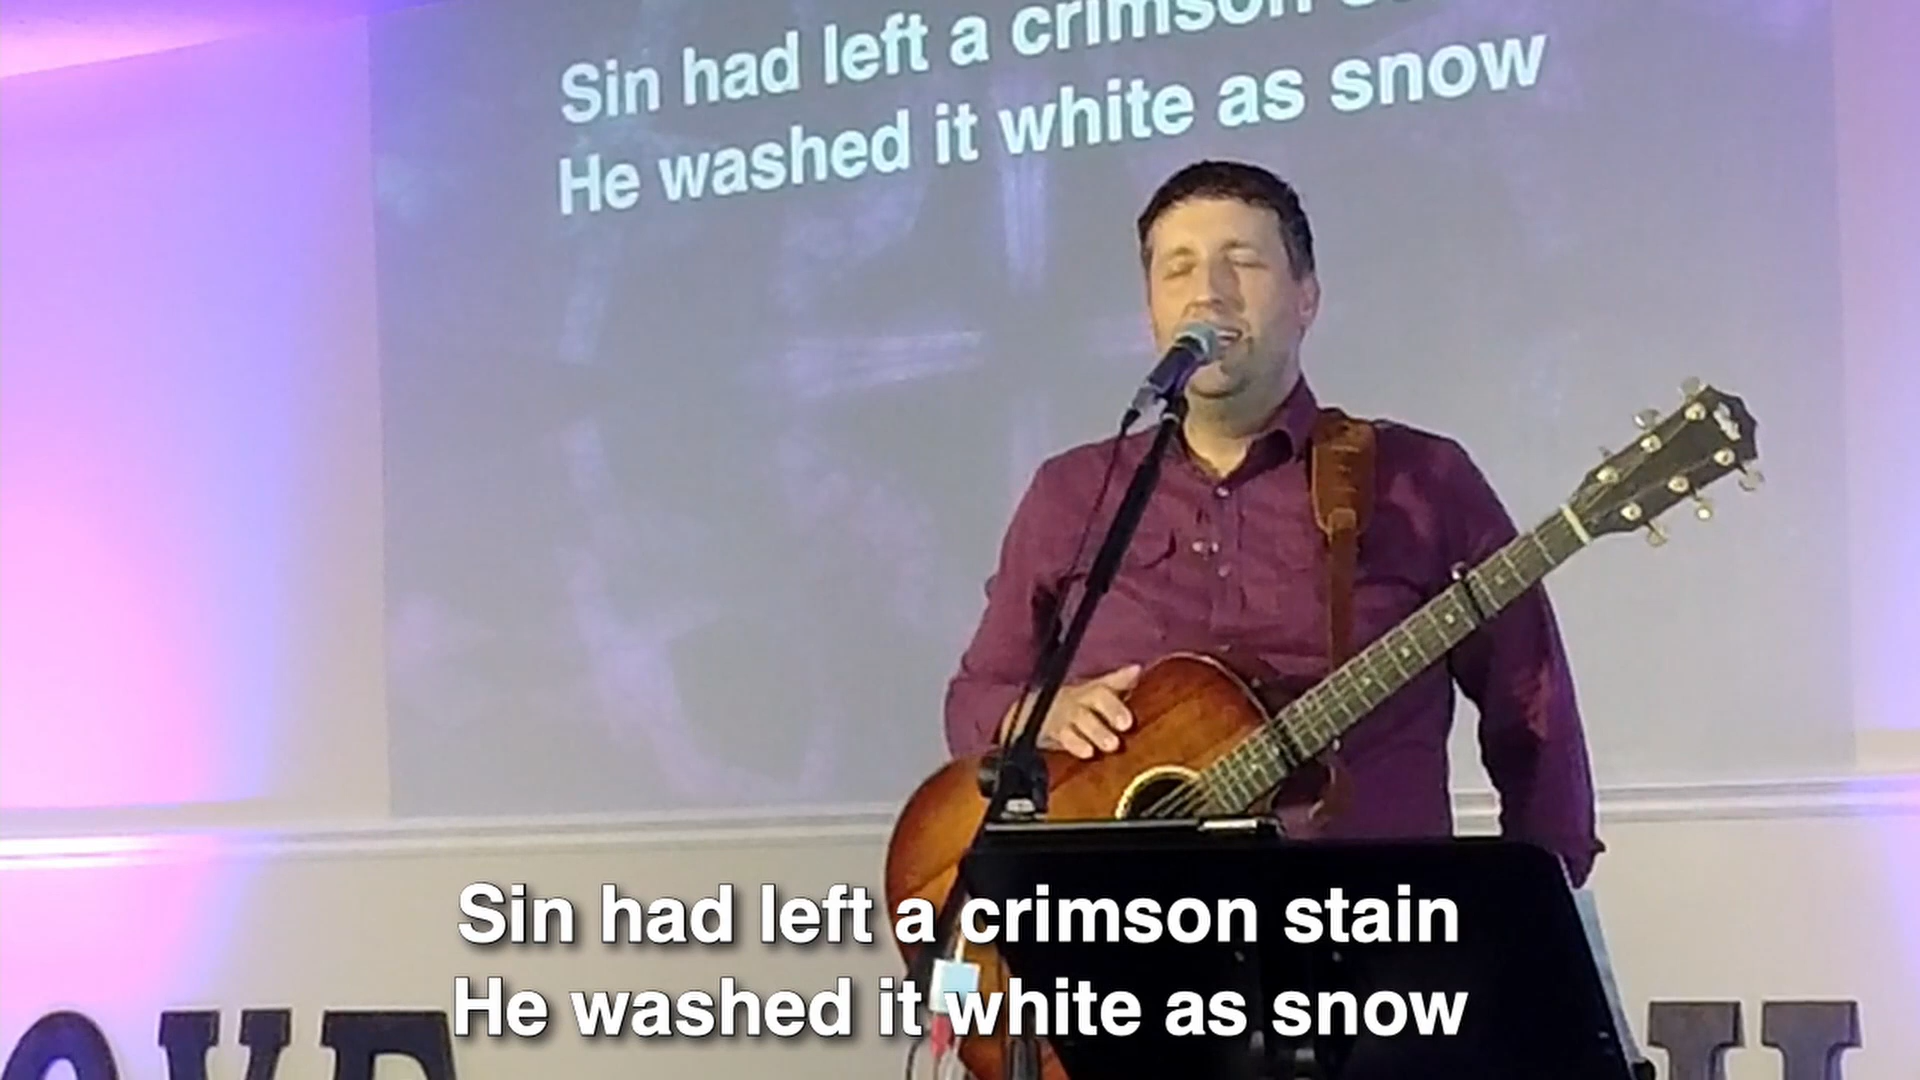 Sin had left a crimson
He washed it white as snow
Sin had left a crimson stain
He washed it white as snow